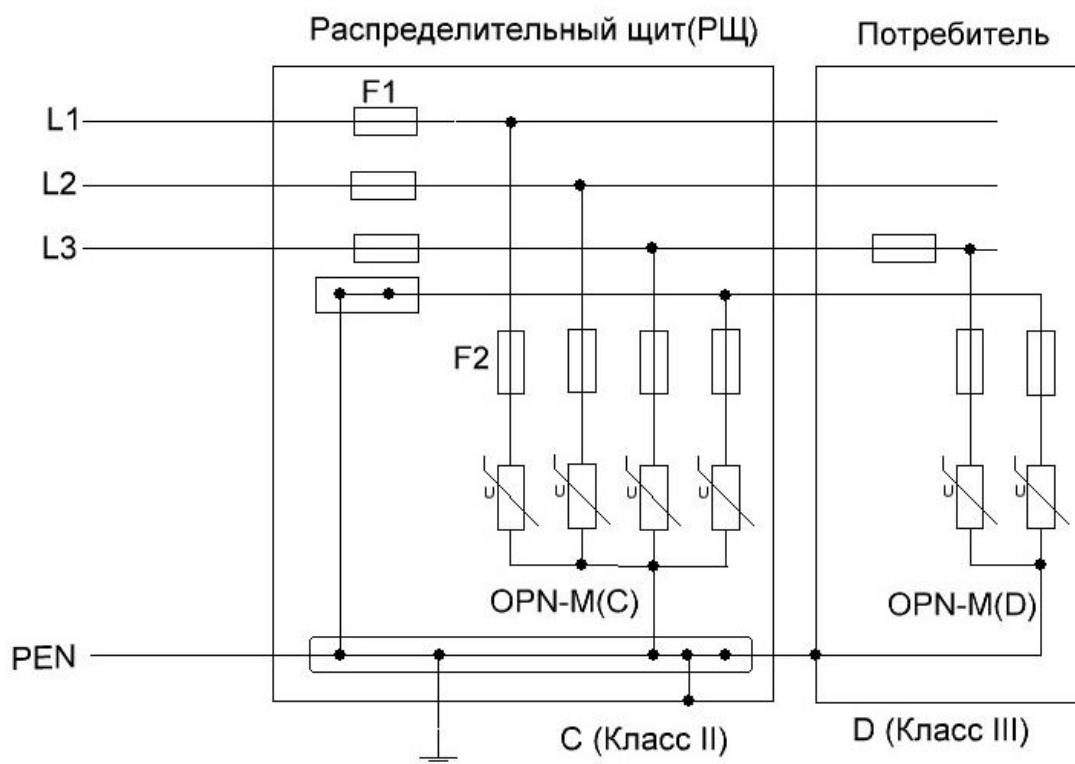 Распределительный щит(РЩ)
Потребитель
F1
L1
L2
L3
F2
U
U
U
U
U
U
OPN-M(C)
OPN-M(D)
PEN
C (Класс II)
D (Класс III)